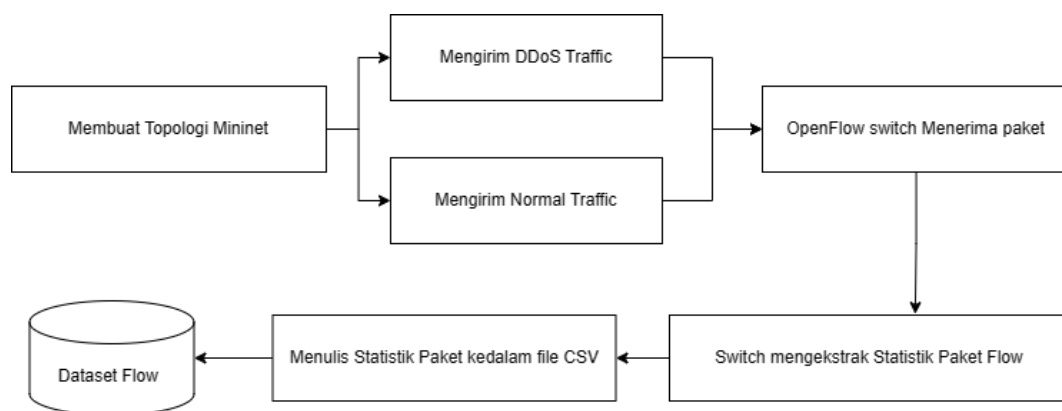 Mengirim DDoS Traffic
Membuat Topologi Mininet
OpenFlow switch Menerima paket
Mengirim Normal Traffic
Dataset Flow
Menulis Statistik Paket kedalam file CSV
Switch mengekstrak Statistik Paket Flow